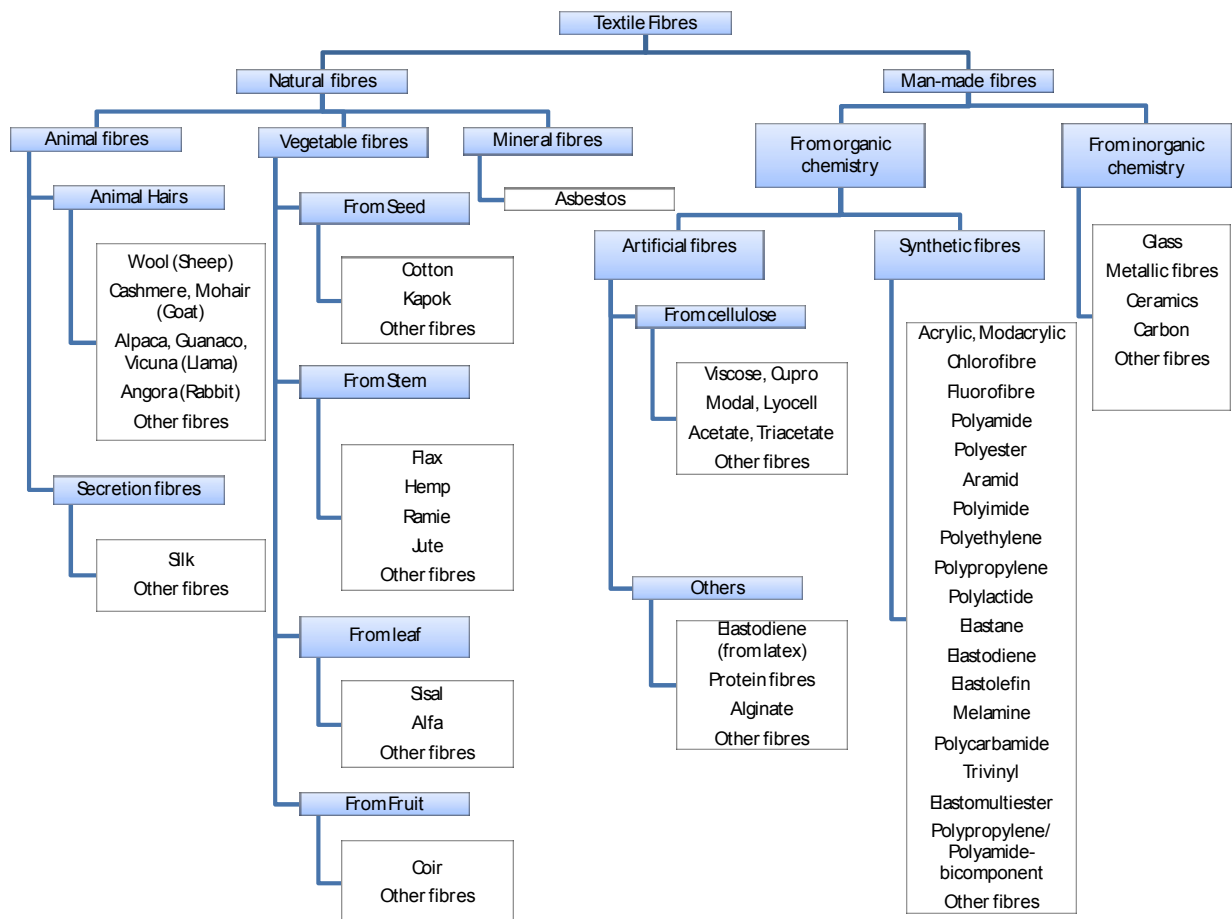 Textile Fibres
Natural fibres
Man-made fibres
Animal fibres
Vegetable fibres
Mineral fibres
From organic
chemistry
From inorganic
chemistry
Animal Hairs
Wool (Sheep)
Cashmere, Mohair
(Goat)
Alpaca, Guanaco,
Vicuna (Llama)
Angora (Rabbit)
Other fibres
Secretion fibres
Silk
Other fibres
From Seed
Cotton
Kapok
Other fibres
From Stem
Flax
Hemp
Ramie
Jute
Other fibres
From leaf
Sisal
Alfa
Other fibres
From Fruit
Coir
Other fibres
Asbestos
Artificial fibres
From cellulose
Viscose, Cupro
Modal, Lyocell
Acetate, Triacetate
Other fibres
Others
Elastodiene
(from latex)
Protein fibres
Alginate
Other fibres
Synthetic fibres
Acrylic, Modacrylic
Chlorofibre
Fluorofibre
Polyamide
Polyester
Aramid
Polyimide
Polyethylene
Polypropylene
Polylactide
Elastane
Elastodiene
Elastolefin
Melamine
Polycarbamide
Trivinyl
Elastomultiester
Polypropylene/
Polyamide-
bicomponent
Other fibres
Glass
Metallic fibres
Ceramics
Carbon
Other fibres